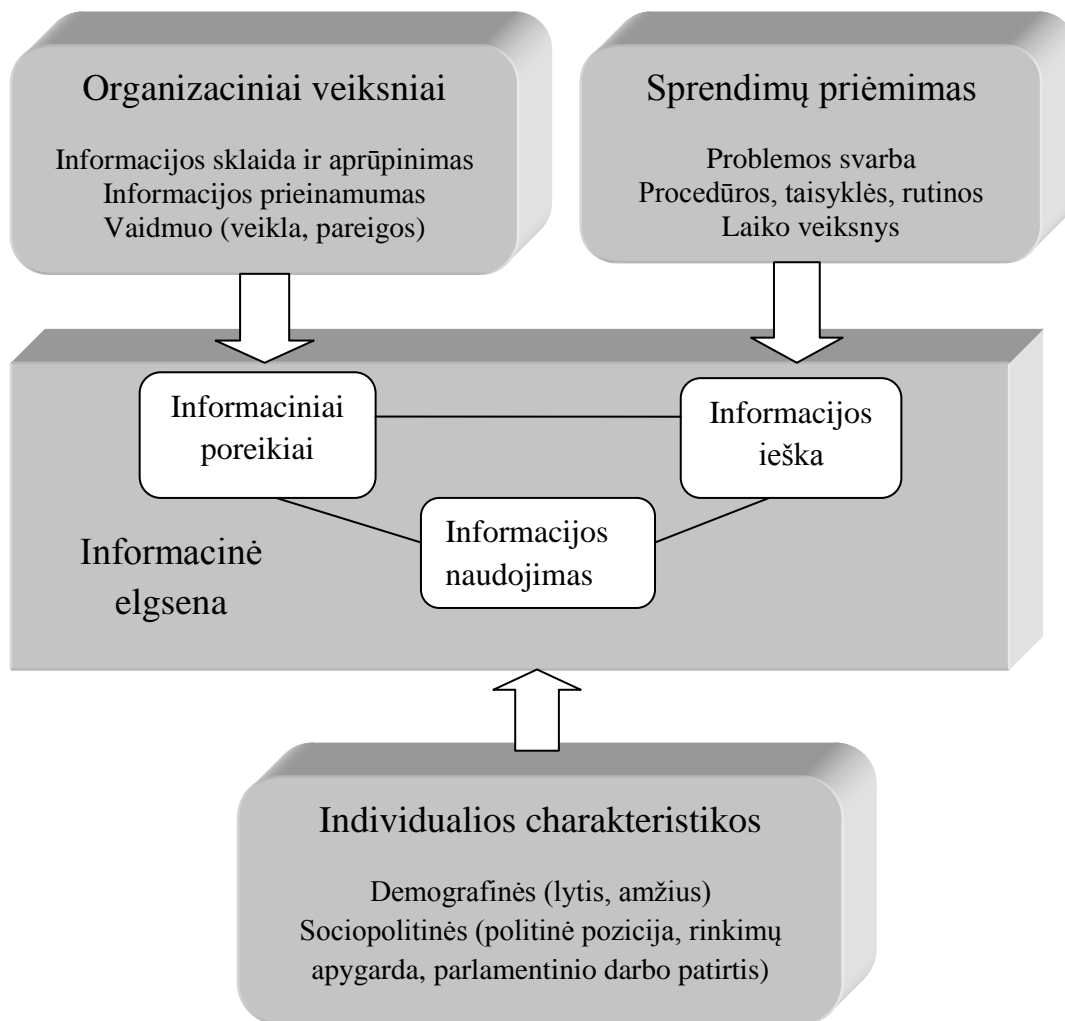 Organizaciniai veiksniai
Informacijos sklaida ir aprūpinimas
Informacijos prieinamumas
Vaidmuo (veikla, pareigos)
Sprendimų priėmimas
Problemos svarba
Procedūros, taisyklės, rutinos
Laiko veiksnys
Informaciniai
poreikiai
Informacijos
ieška
Informacijos
naudojimas
Informacinė
elgsena
Individualios charakteristikos
Demografinės (lytis, amžius)
Sociopolitinės (politinė pozicija, rinkimų
apygarda, parlamentinio darbo patirtis)